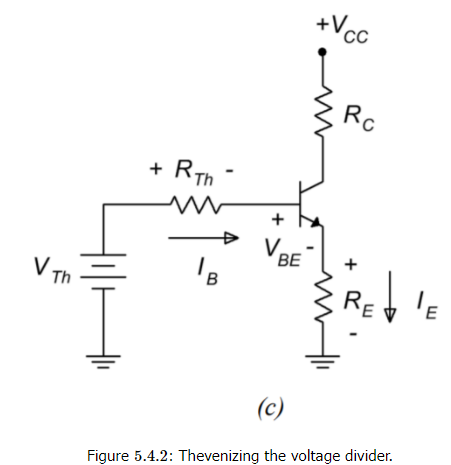 +VCC
RC
+ RTh -
+
VBE -
VTh
IB
+
RE
IE
-
(c)
Figure 5.4.2: Thevenizing the voltage divider.